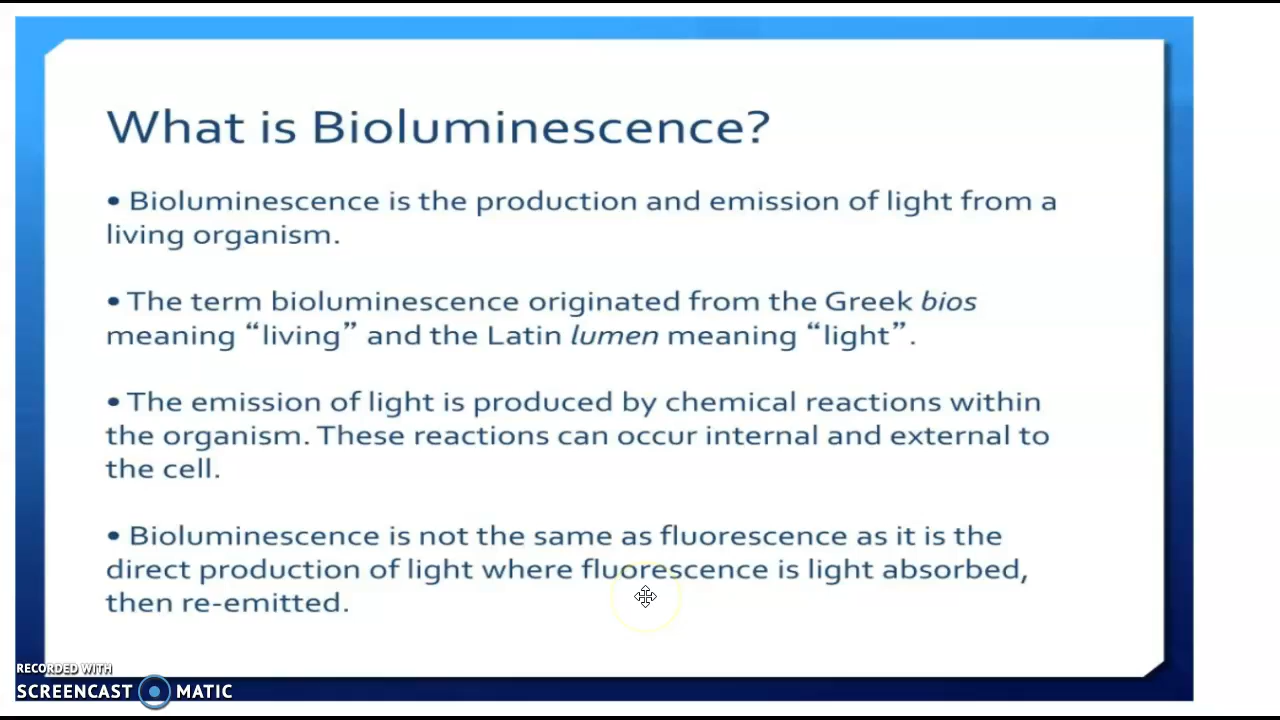 What is Bioluminescence?
• Bioluminescence is the production and emission of light from a
living organism.
• The term bioluminescence originated from the Greek bios
meaning “living” and the Latin lumen meaning “light”.
• The emission of light is produced by chemical reactions within
the organism. These reactions can occur internal and external to
the cell.
• Bioluminescence is not the same as fluorescence as it is the
direct production of light where fluorescence is light absorbed,
then re-emitted.
RECORDED WITH
SCREENCAST MATIC